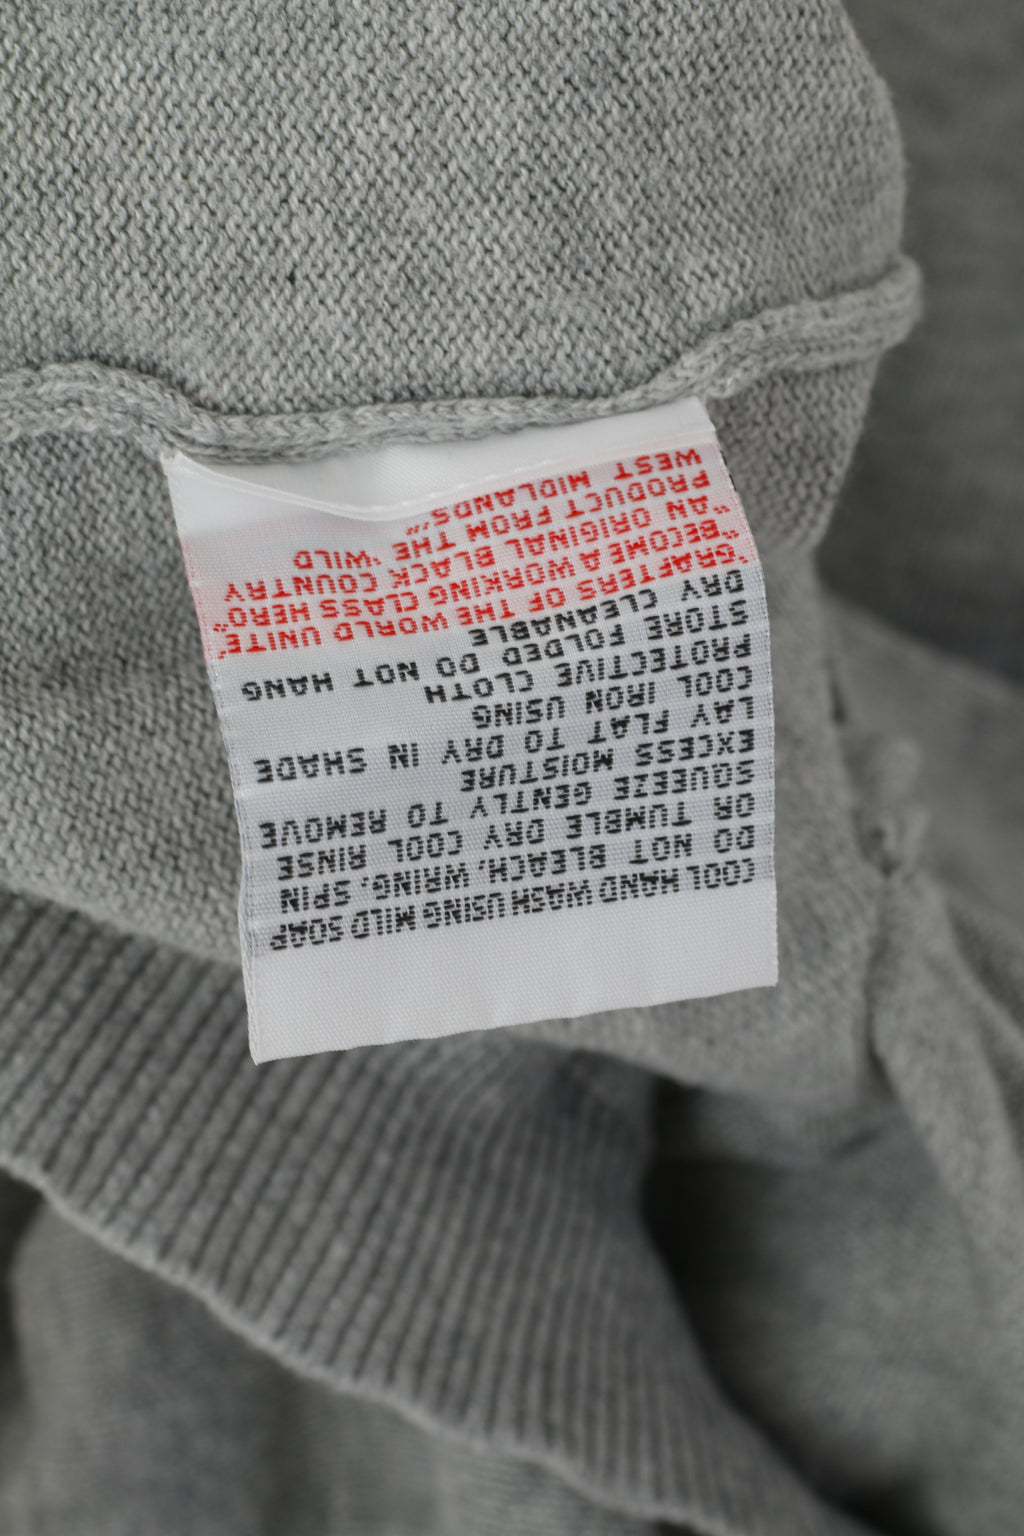 COOL HAND WASH USING MILD SOAP
DO NOT BLEACH, WRING, SPIN
OR TUMBLE DRY COOL RINSE
SQUEEZE GENTLY TO REMOVE
EXCESS MOISTURE
LAY FLAT TO DRY IN SHADE
COOL IRON USING
PROTECTIVE CLOTH
STORE FOLDED DO NOT HANG
DRY CLEANABLE
"GRAFTERS OF THE WORLD UNITE"
"BECOME A WORKING CLASS HERO"
"AN ORIGINAL BLACK COUNTRY
PRODUCT FROM THE 'WILD
WEST MIDLANDS'"